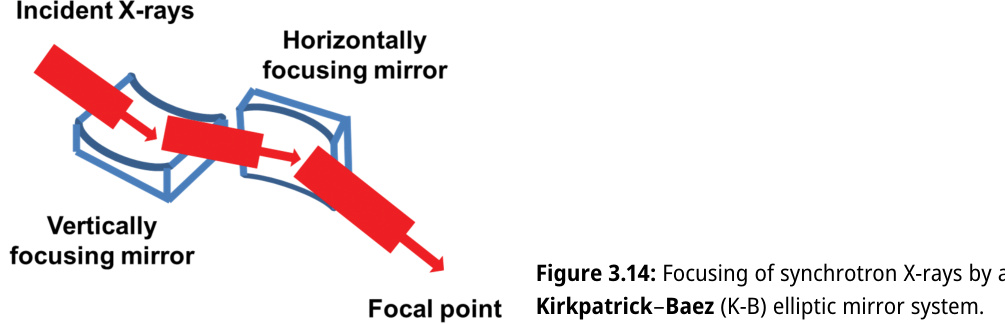 Incident X-rays
Horizontally
focusing mirror
Vertically
focusing mirror
Focal point
Figure 3.14: Focusing of synchrotron X-rays by a
Kirkpatrick–Baez (K-B) elliptic mirror system.